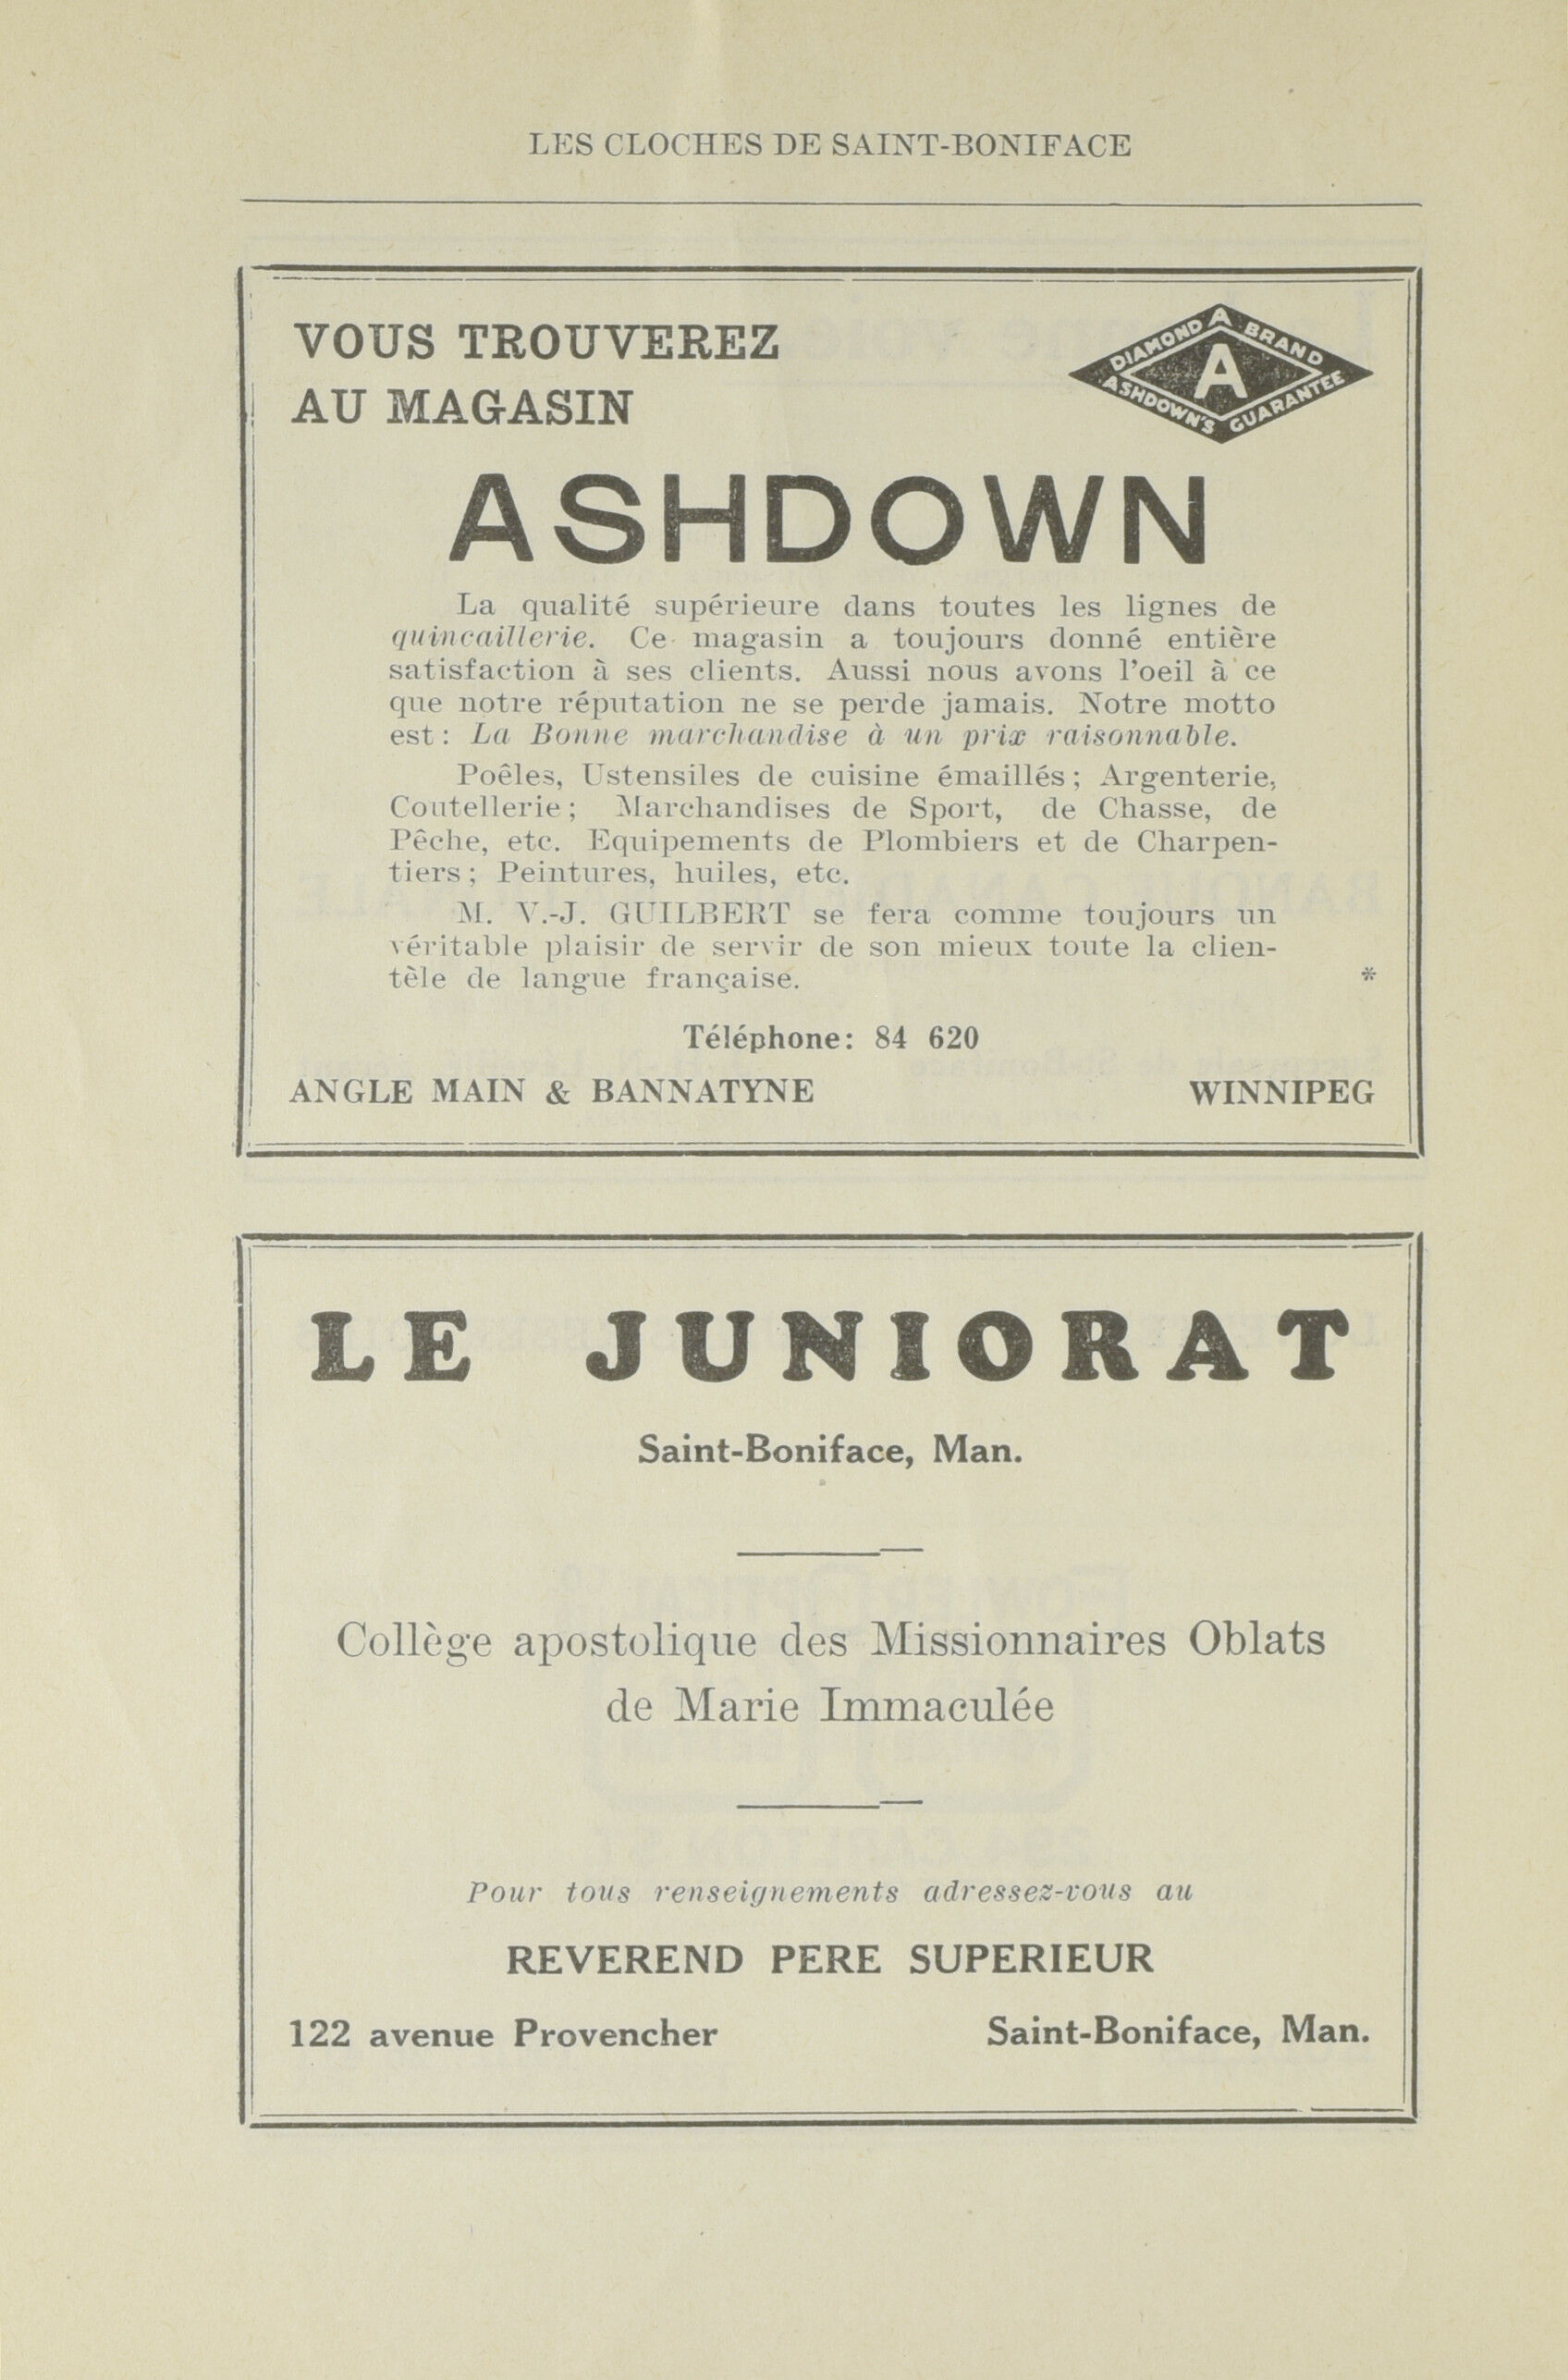 LES CLOCHES DE SAINT-BONIFACE
VOUS TROUVEREZ
AU MAGASIN
DIAMOND A BRAND
A
ASHDOWN'S GUARANTEE
ASHDOWN
La qualité supérieure dans toutes les lignes de
quincaillerie. Ce magasin a toujours donné entière
satisfaction à ses clients. Aussi nous avons l'oeil à ce
que notre réputation ne se perde jamais. Notre motto
est: La Bonne marchandise à un prix raisonnable.
Poêles, Ustensiles de cuisine émaillés; Argenterie,
Coutellerie; Marchandises de Sport, de Chasse, de
Pêche, etc. Equipements de Plombiers et de Charpen-
tiers; Peintures, huiles, etc.
M. V.-J. GUILBERT se fera comme toujours un
véritable plaisir de servir de son mieux toute la clien-
tèle de langue française. *
Téléphone: 84 620
ANGLE MAIN & BANNATYNE WINNIPEG
LE JUNIORAT
Saint-Boniface, Man.
Collège apostolique des Missionnaires Oblats
de Marie Immaculée
Pour tous renseignements adressez-vous au
REVEREND PERE SUPERIEUR
122 avenue Provencher Saint-Boniface, Man.